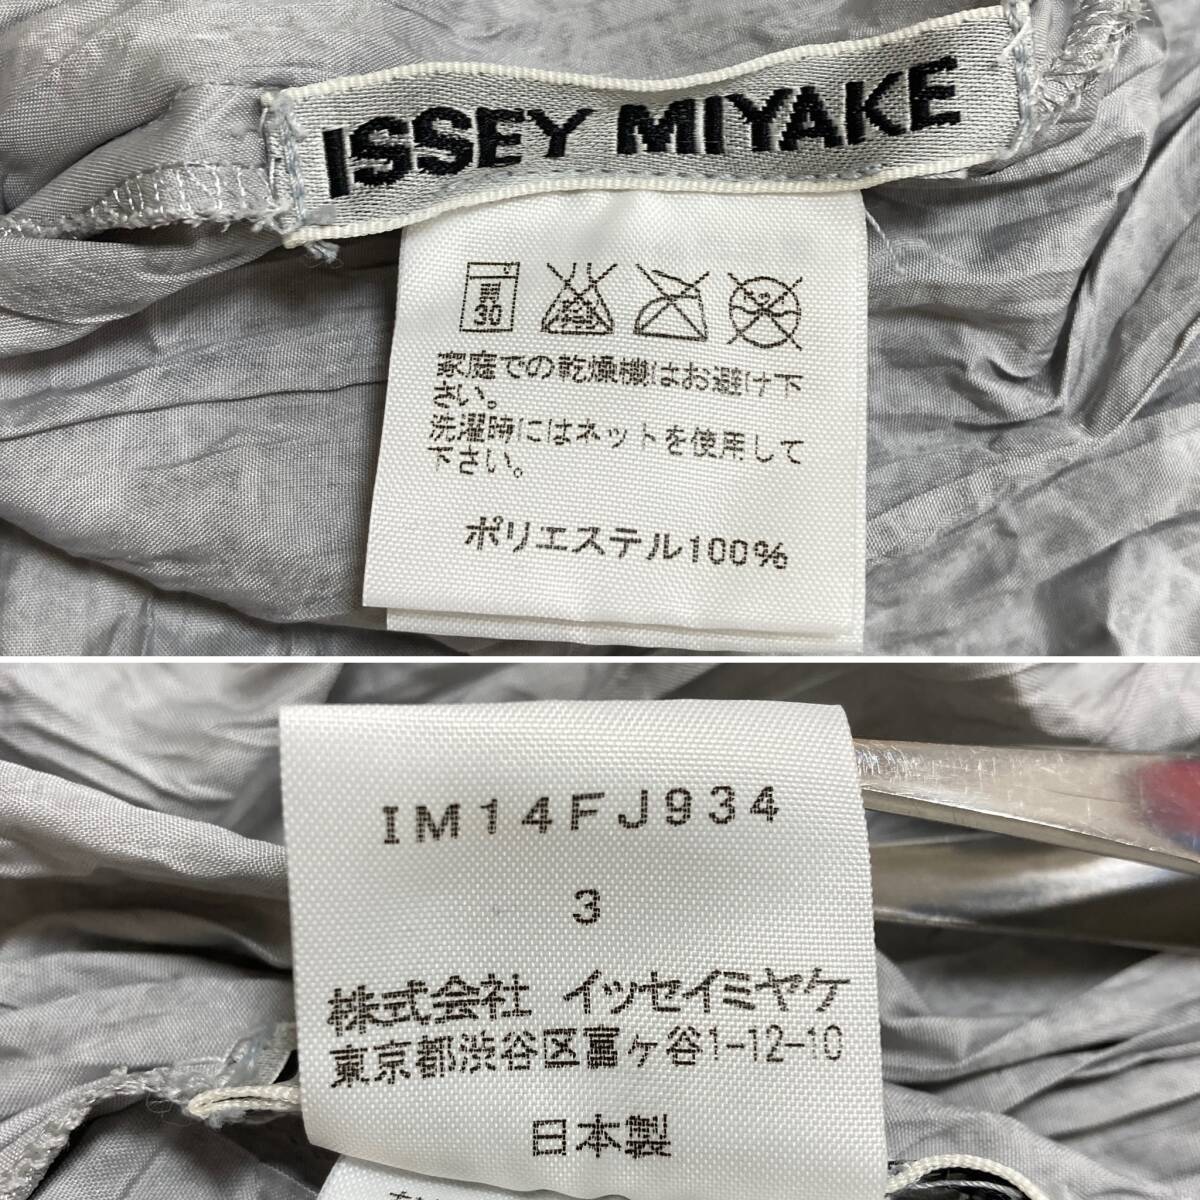 ISSEY MIYAKE
30
家庭での乾燥機はお避け下
さい。
洗濯時にはネットを使用して
下さい。
ポリエステル100%
IM14FJ934
3
株式会社 イッセイミヤケ
東京都渋谷区富ヶ谷1-12-10
日本製